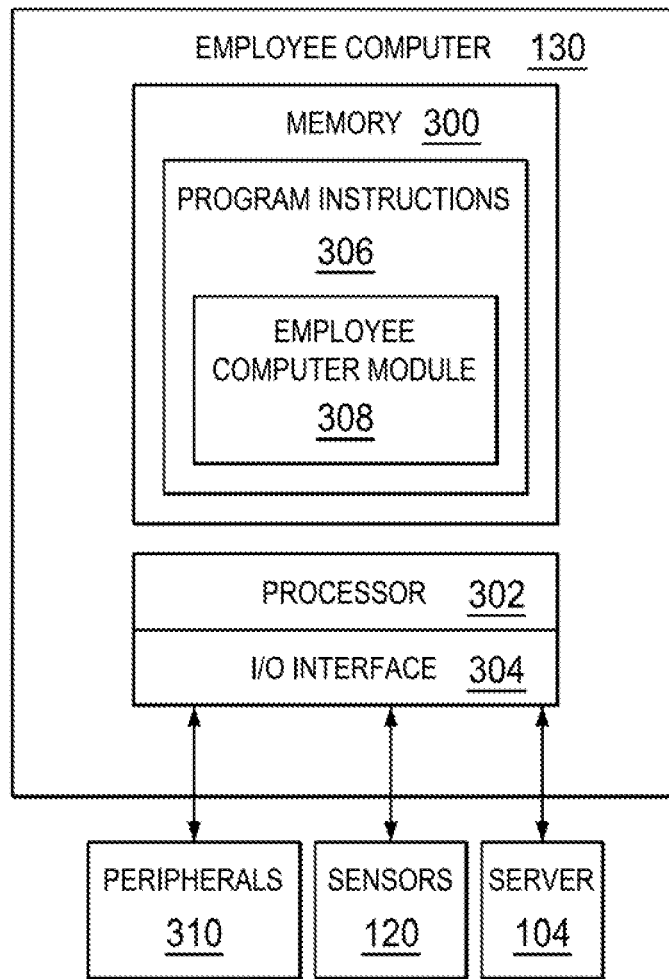 EMPLOYEE COMPUTER 130
MEMORY 300
PROGRAM INSTRUCTIONS
306
EMPLOYEE
COMPUTER MODULE
308
PROCESSOR 302
I/O INTERFACE 304
PERIPHERALS
310
SENSORS
120
SERVER
104